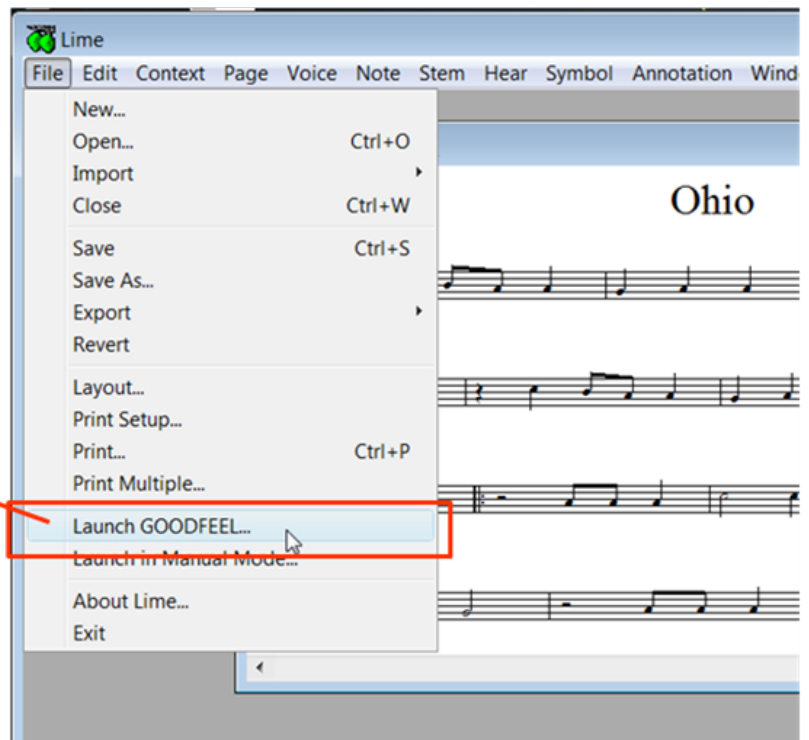 Lime
File Edit Context Page Voice Note Stem Hear Symbol Annotation Wind
New...
Open... Ctrl+O
Import
Close Ctrl+W
Save Ctrl+S
Save As...
Export
Revert
Layout...
Print Setup...
Print... Ctrl+P
Print Multiple...
Launch GOODFEEL...
Launch in Manual Mode...
About Lime...
Exit
Ohio